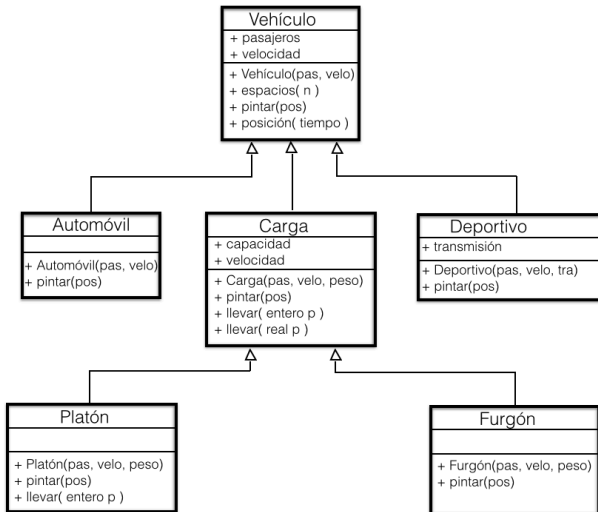 Vehículo
+ pasajeros
+ velocidad
+ Vehículo(pas, velo)
+ espacios( n )
+ pintar(pos)
+ posición( tiempo )
Automóvil
+ Automóvil(pas, velo)
+ pintar(pos)
Carga
+ capacidad
+ velocidad
+ Carga(pas, velo, peso)
+ pintar(pos)
+ llevar( entero p )
+ llevar( real p )
Deportivo
+ transmisión
+ Deportivo(pas, velo, tra)
+ pintar(pos)
Platón
+ Platón(pas, velo, peso)
+ pintar(pos)
+ llevar( entero p )
Furgón
+ Furgón(pas, velo, peso)
+ pintar(pos)